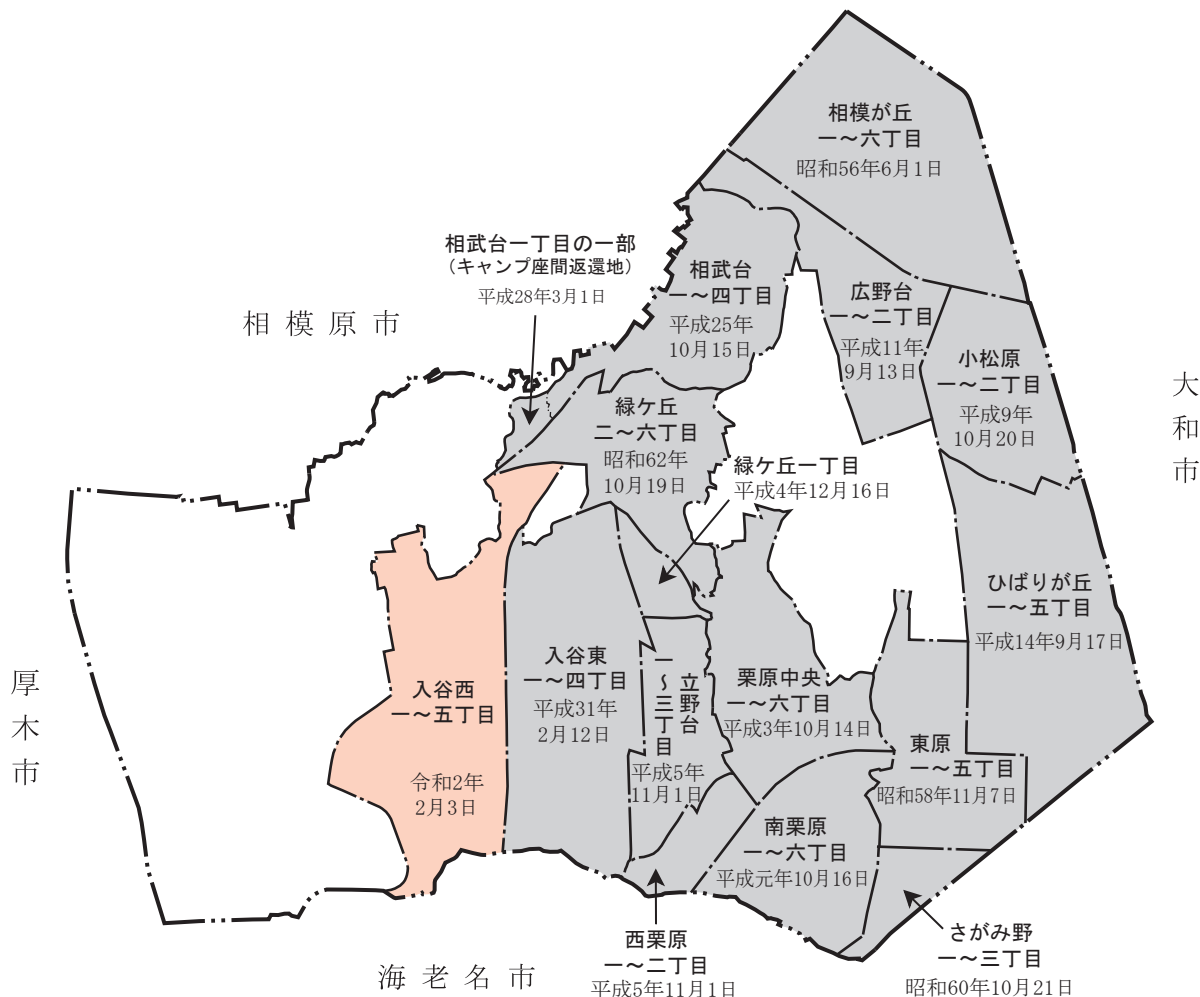 相模が丘
一～六丁目
昭和56年6月1日
相武台一丁目の一部
（キャンプ座間返還地）
平成28年3月1日
相武台
一～四丁目
平成25年
10月15日
広野台
一～二丁目
平成11年
9月13日
相模原市
小松原
一～二丁目
平成9年
10月20日
大和市
緑ケ丘
二～六丁目
昭和62年
10月19日
緑ケ丘一丁目
平成4年12月16日
ひばりが丘
一～五丁目
平成14年9月17日
厚木市
入谷西
一～五丁目
令和2年
2月3日
入谷東
一～四丁目
平成31年
2月12日
立野台
一～三丁目
平成5年
11月1日
栗原中央
一～六丁目
平成3年10月14日
東原
一～五丁目
昭和58年11月7日
南栗原
一～六丁目
平成元年10月16日
西栗原
一～二丁目
平成5年11月1日
さがみ野
一～三丁目
昭和60年10月21日
海老名市